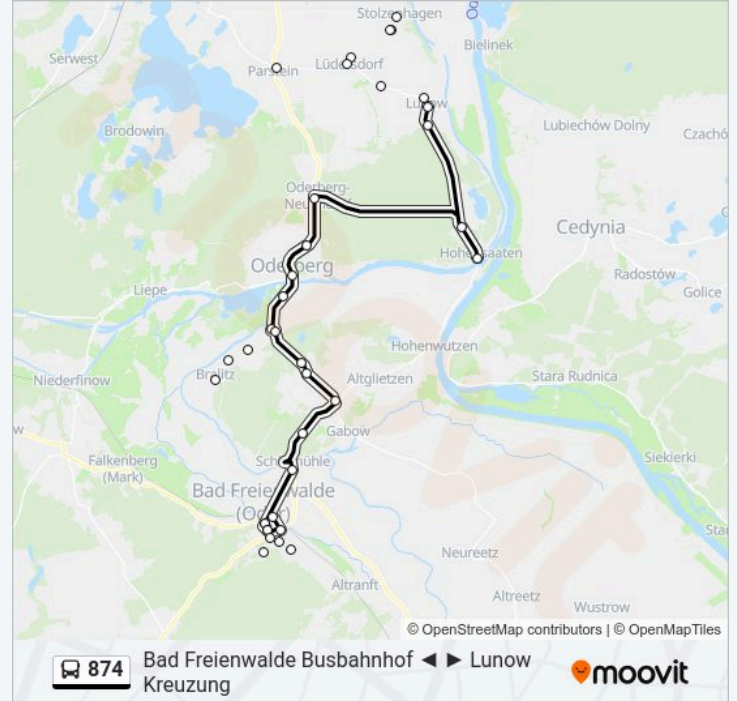 Stolzenhagen
Bielinek
Serwest
Parstein
Lüdersdorf
Lunow
Lubiechów Dolny
Brodowin
Czachó
Oderberg-
Cedynia
Oderberg
Hohensaaten
Radostów
Liepe
Golice
Hohenwutzen
Bralitz
Niederfinow
Altglietzen
Stara Rudnica
w
Gabow
Falkenberg
(Mark)
Schiffmühle
Siekierki
Bad Freienwalde
(Oder)
Star
Neureetz
Altranft
Altreetz
Wustrow
© OpenStreetMap contributors | © OpenMapTiles
874
Bad Freienwalde Busbahnhof ◄ ► Lunow
Kreuzung
moovit